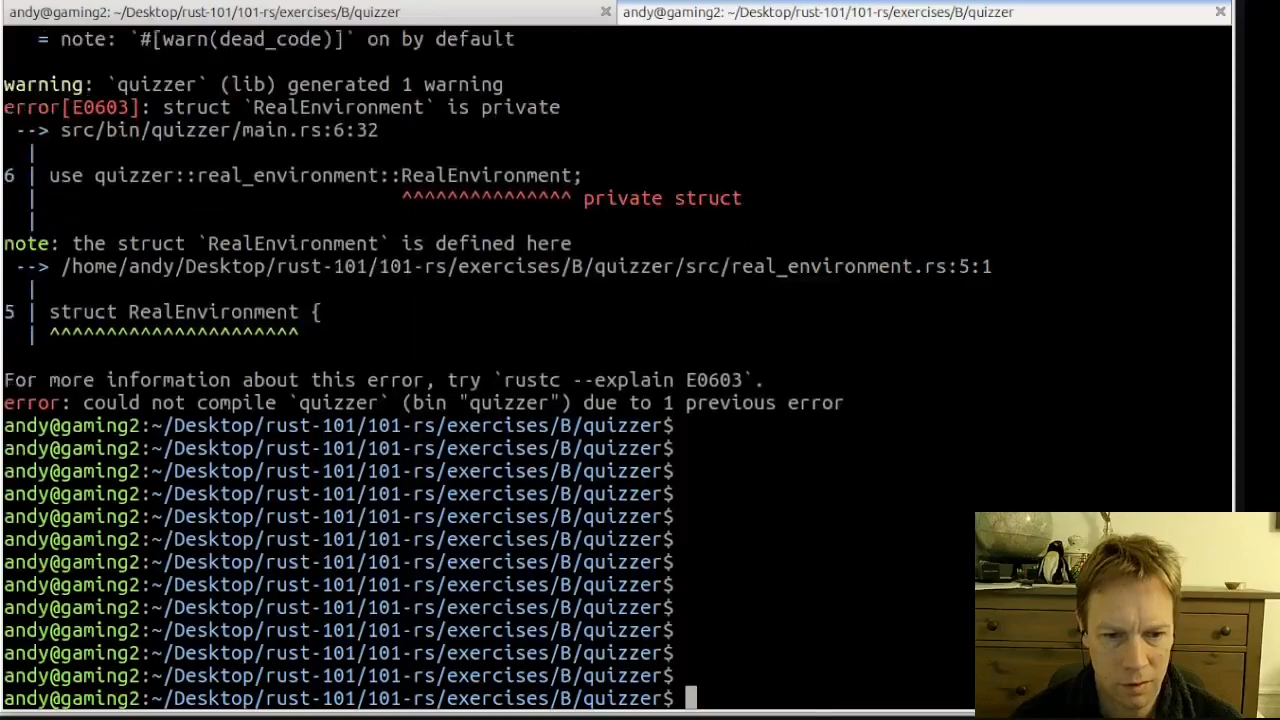 andy@gaming2: ~/Desktop/rust-101/101-rs/exercises/B/quizzer × andy@gaming2: ~/Desktop/rust-101/101-rs/exercises/B/quizzer ×
= note: `#[warn(dead_code)]` on by default
warning: `quizzer` (lib) generated 1 warning
error[E0603]: struct `RealEnvironment` is private
--> src/bin/quizzer/main.rs:6:32
|
6 | use quizzer::real_environment::RealEnvironment;
| ^^^^^^^^^^^^^^^ private struct
|
note: the struct `RealEnvironment` is defined here
--> /home/andy/Desktop/rust-101/101-rs/exercises/B/quizzer/src/real_environment.rs:5:1
|
5 | struct RealEnvironment {
| ^^^^^^^^^^^^^^^^^^^^^^
For more information about this error, try `rustc --explain E0603`.
error: could not compile `quizzer` (bin "quizzer") due to 1 previous error
andy@gaming2:~/Desktop/rust-101/101-rs/exercises/B/quizzer$
andy@gaming2:~/Desktop/rust-101/101-rs/exercises/B/quizzer$
andy@gaming2:~/Desktop/rust-101/101-rs/exercises/B/quizzer$
andy@gaming2:~/Desktop/rust-101/101-rs/exercises/B/quizzer$
andy@gaming2:~/Desktop/rust-101/101-rs/exercises/B/quizzer$
andy@gaming2:~/Desktop/rust-101/101-rs/exercises/B/quizzer$
andy@gaming2:~/Desktop/rust-101/101-rs/exercises/B/quizzer$
andy@gaming2:~/Desktop/rust-101/101-rs/exercises/B/quizzer$
andy@gaming2:~/Desktop/rust-101/101-rs/exercises/B/quizzer$
andy@gaming2:~/Desktop/rust-101/101-rs/exercises/B/quizzer$
andy@gaming2:~/Desktop/rust-101/101-rs/exercises/B/quizzer$
andy@gaming2:~/Desktop/rust-101/101-rs/exercises/B/quizzer$
andy@gaming2:~/Desktop/rust-101/101-rs/exercises/B/quizzer$